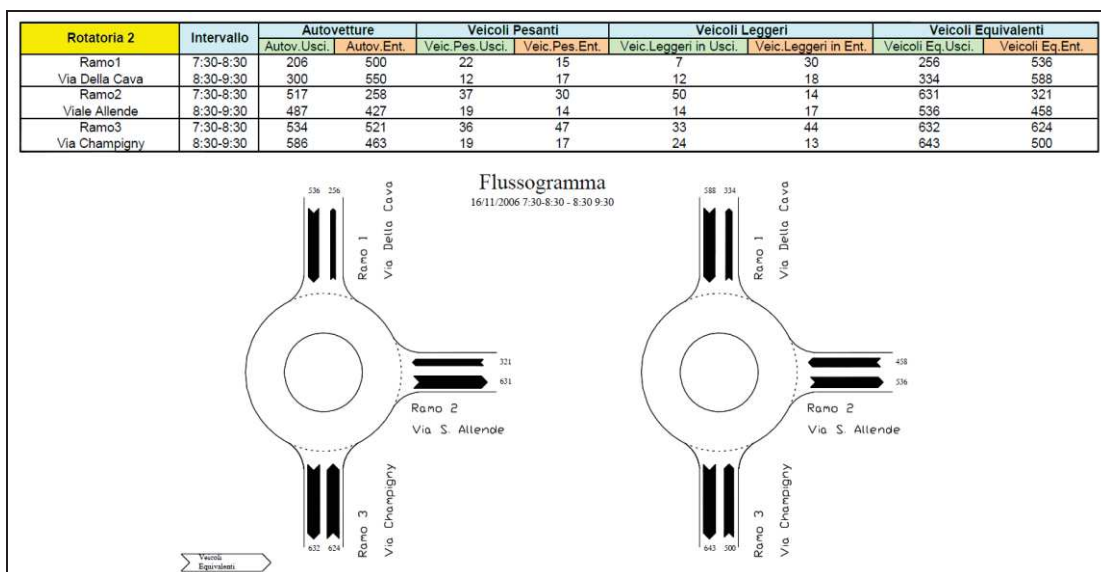 Rotatoria 2 Intervallo Autovetture Veicoli Pesanti Veicoli Leggeri Veicoli Equivalenti
Autov.Usci. Autov.Ent. Veic.Pes.Usci. Veic.Pes.Ent. Veic.Leggeri in Usci. Veic.Leggeri in Ent. Veicoli Eq.Usci. Veicoli Eq.Ent.
Ramo1 7:30-8:30 206 500 22 15 7 30 256 536
Via Della Cava 8:30-9:30 300 550 12 17 12 18 334 588
Ramo2 7:30-8:30 517 258 37 30 50 14 631 321
Viale Allende 8:30-9:30 487 427 19 14 14 17 536 458
Ramo3 7:30-8:30 534 521 36 47 33 44 632 624
Via Champigny 8:30-9:30 586 463 19 17 24 13 643 500
Flussogramma
16/11/2006 7:30-8:30 - 8:30 9:30
536 256
Ramo 1
Via Della Cava
321
631
Ramo 2
Via S. Allende
Ramo 3
Via Champigny
632 624
588 334
Ramo 1
Via Della Cava
458
536
Ramo 2
Via S. Allende
Ramo 3
Via Champigny
643 500
Veicoli
Equivalenti